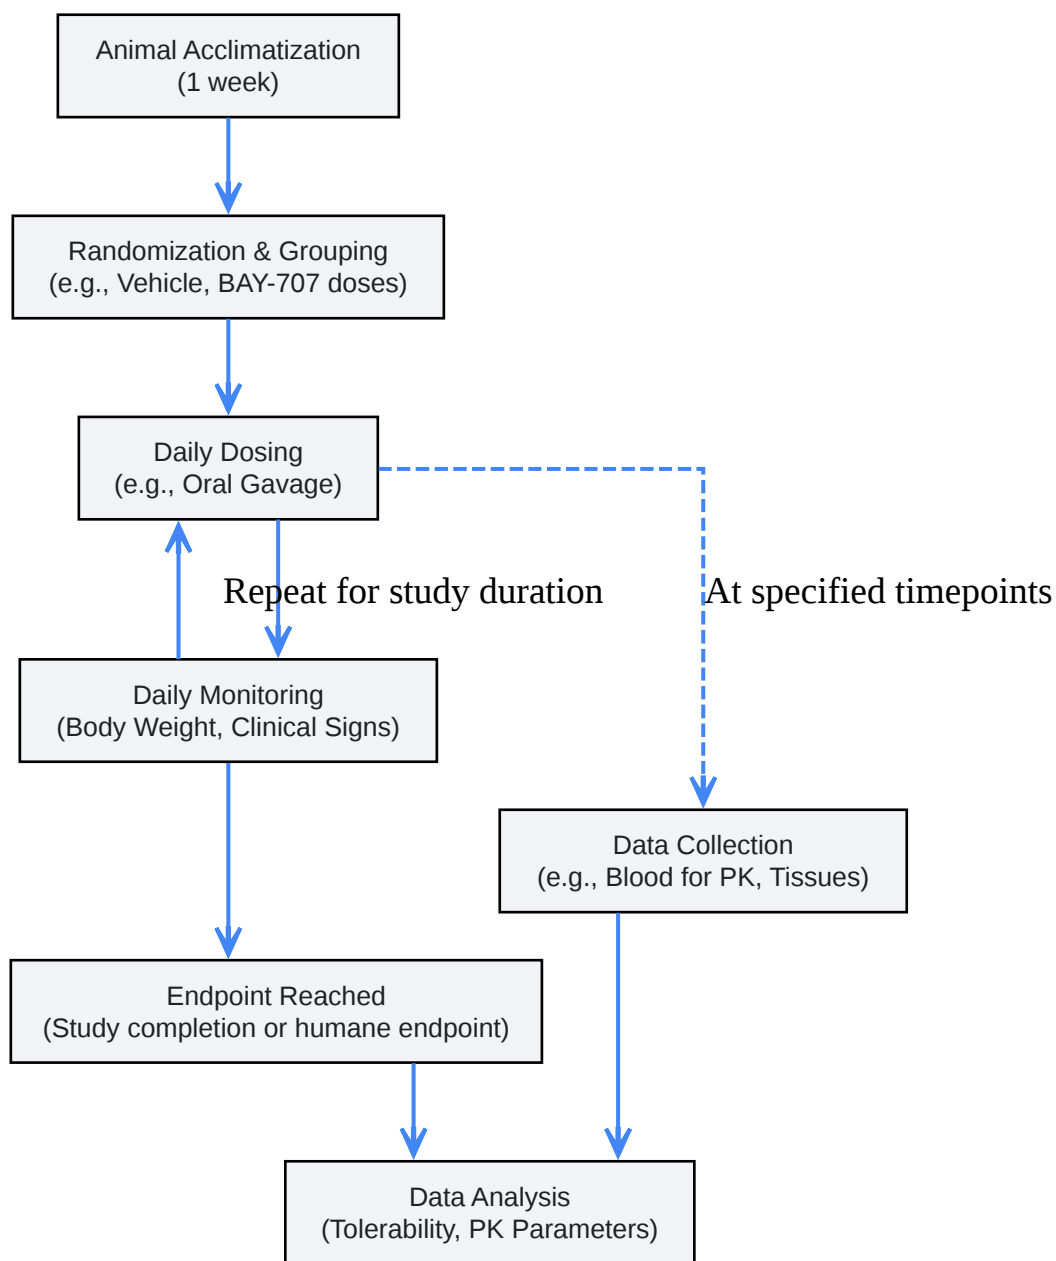 Animal Acclimatization
(1 week)
Randomization & Grouping
(e.g., Vehicle, BAY-707 doses)
Daily Dosing
(e.g., Oral Gavage)
Repeat for study duration
At specified timepoints
Daily Monitoring
(Body Weight, Clinical Signs)
Data Collection
(e.g., Blood for PK, Tissues)
Endpoint Reached
(Study completion or humane endpoint)
Data Analysis
(Tolerability, PK Parameters)